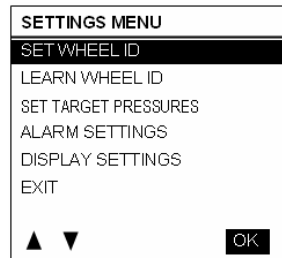 SETTINGS MENU
SET WHEEL ID
LEARN WHEEL ID
SET TARGET PRESSURES
ALARM SETTINGS
DISPLAY SETTINGS
EXIT
▲ ▼ OK